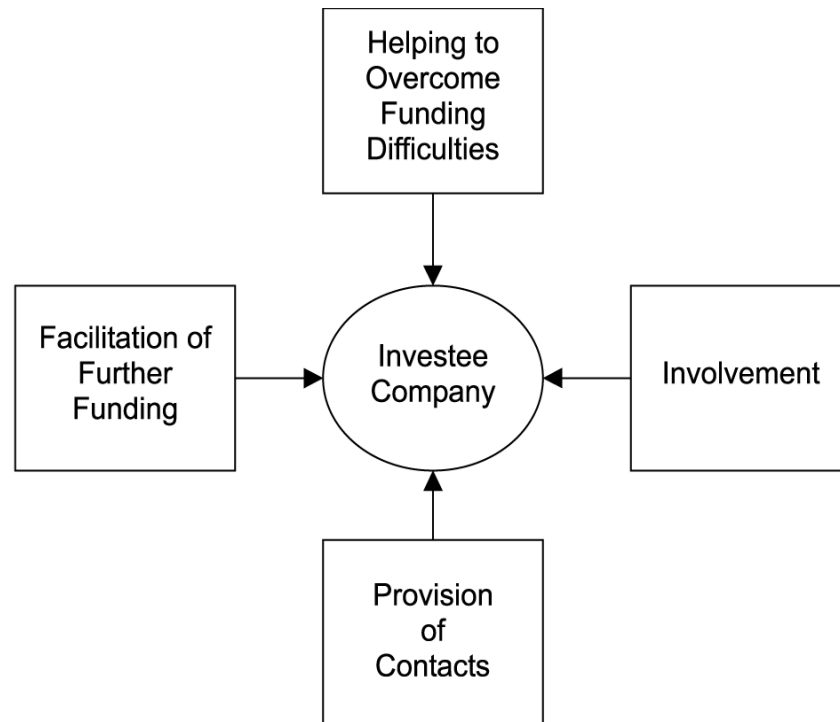 Helping to
Overcome
Funding
Difficulties
Facilitation of
Further
Funding
Investee
Company
Involvement
Provision
of
Contacts